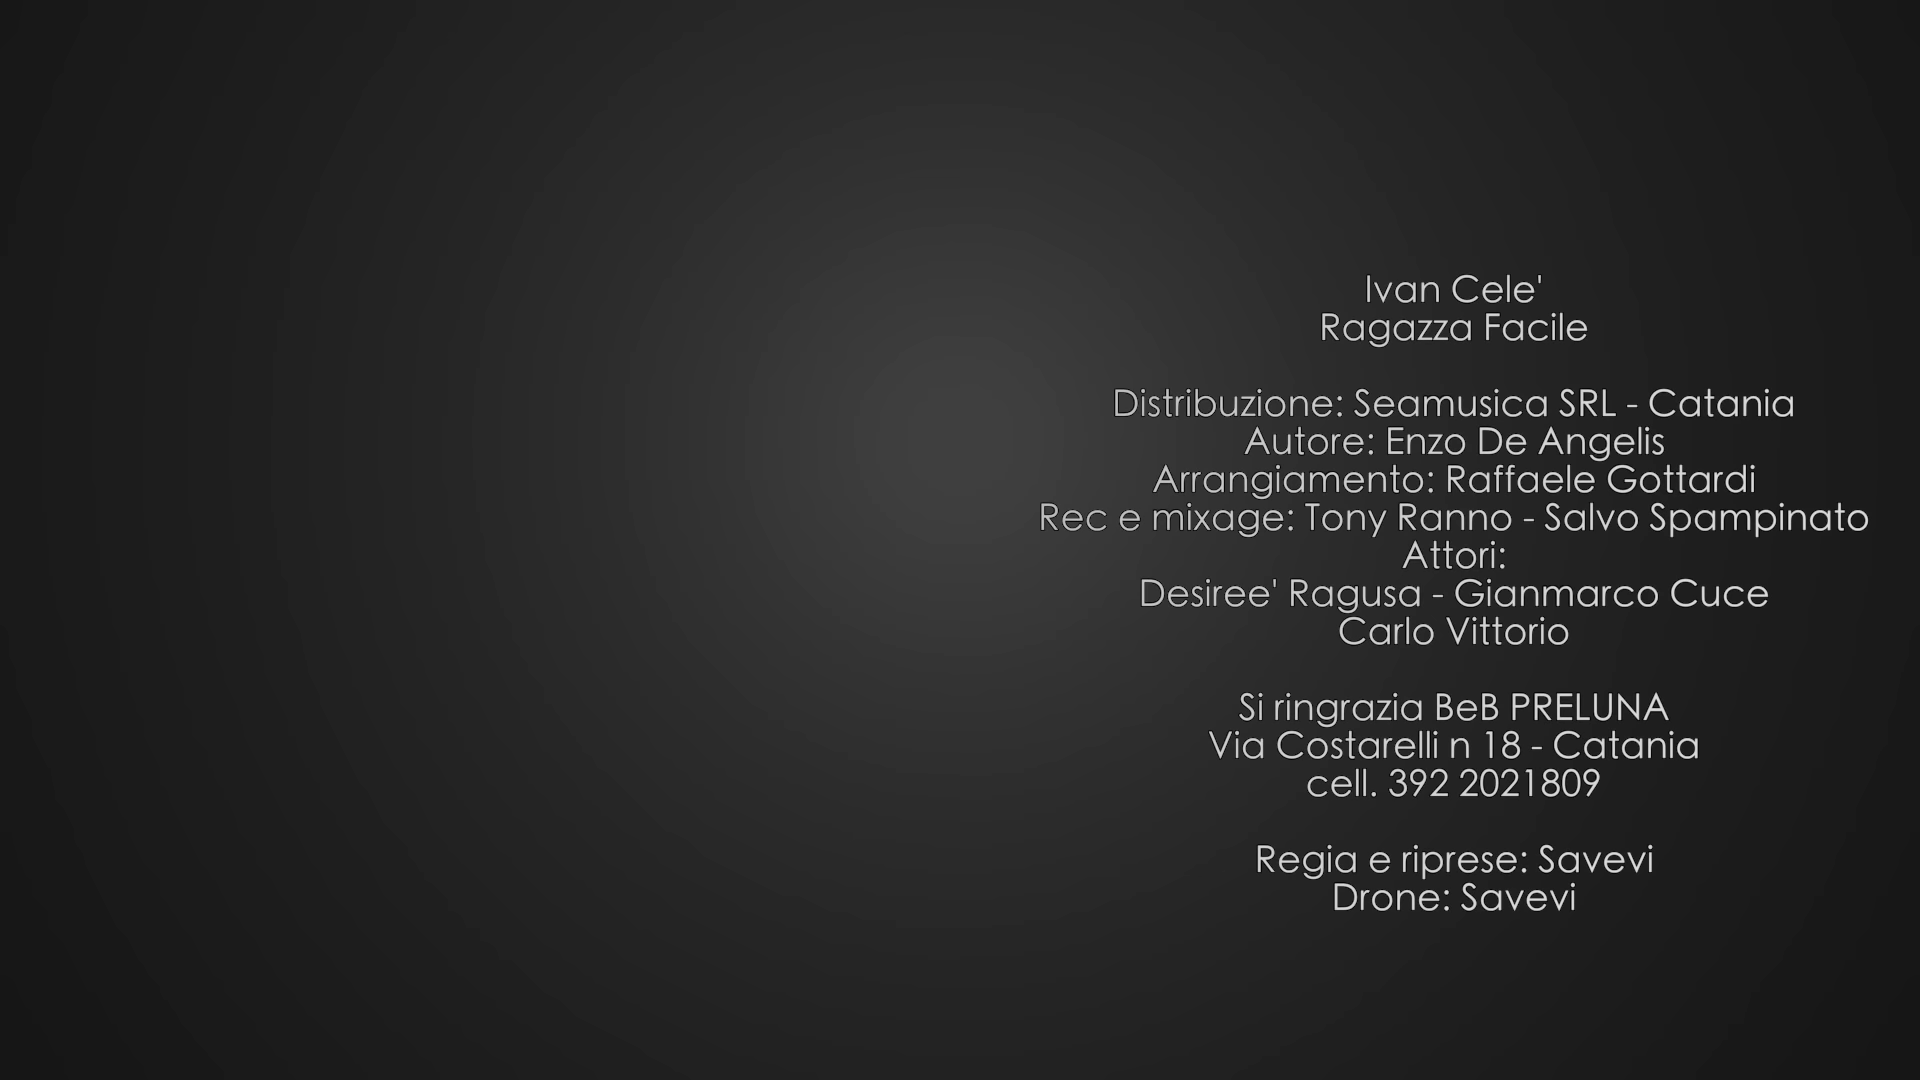 Ivan Cele'
Ragazza Facile
Distribuzione: Seamusica SRL - Catania
Autore: Enzo De Angelis
Arrangiamento: Raffaele Gottardi
Rec e mixage: Tony Ranno - Salvo Spampinato
Attori:
Desiree' Ragusa - Gianmarco Cuce
Carlo Vittorio
Si ringrazia BeB PRELUNA
Via Costarelli n 18 - Catania
cell. 392 2021809
Regia e riprese: Savevi
Drone: Savevi